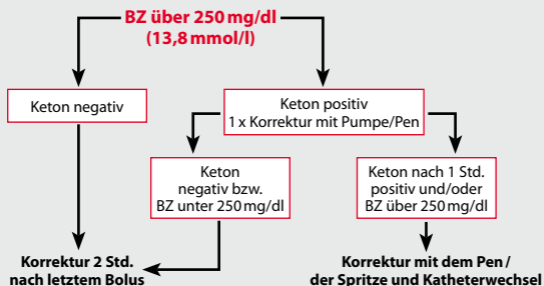 BZ über 250 mg/dl
(13,8 mmol/l)
Keton negativ
Keton positiv
1 x Korrektur mit Pumpe/Pen
Keton
negativ bzw.
BZ unter 250 mg/dl
Keton nach 1 Std.
positiv und/oder
BZ über 250 mg/dl
Korrektur 2 Std.
nach letztem Bolus
Korrektur mit dem Pen /
der Spritze und Katheterwechsel